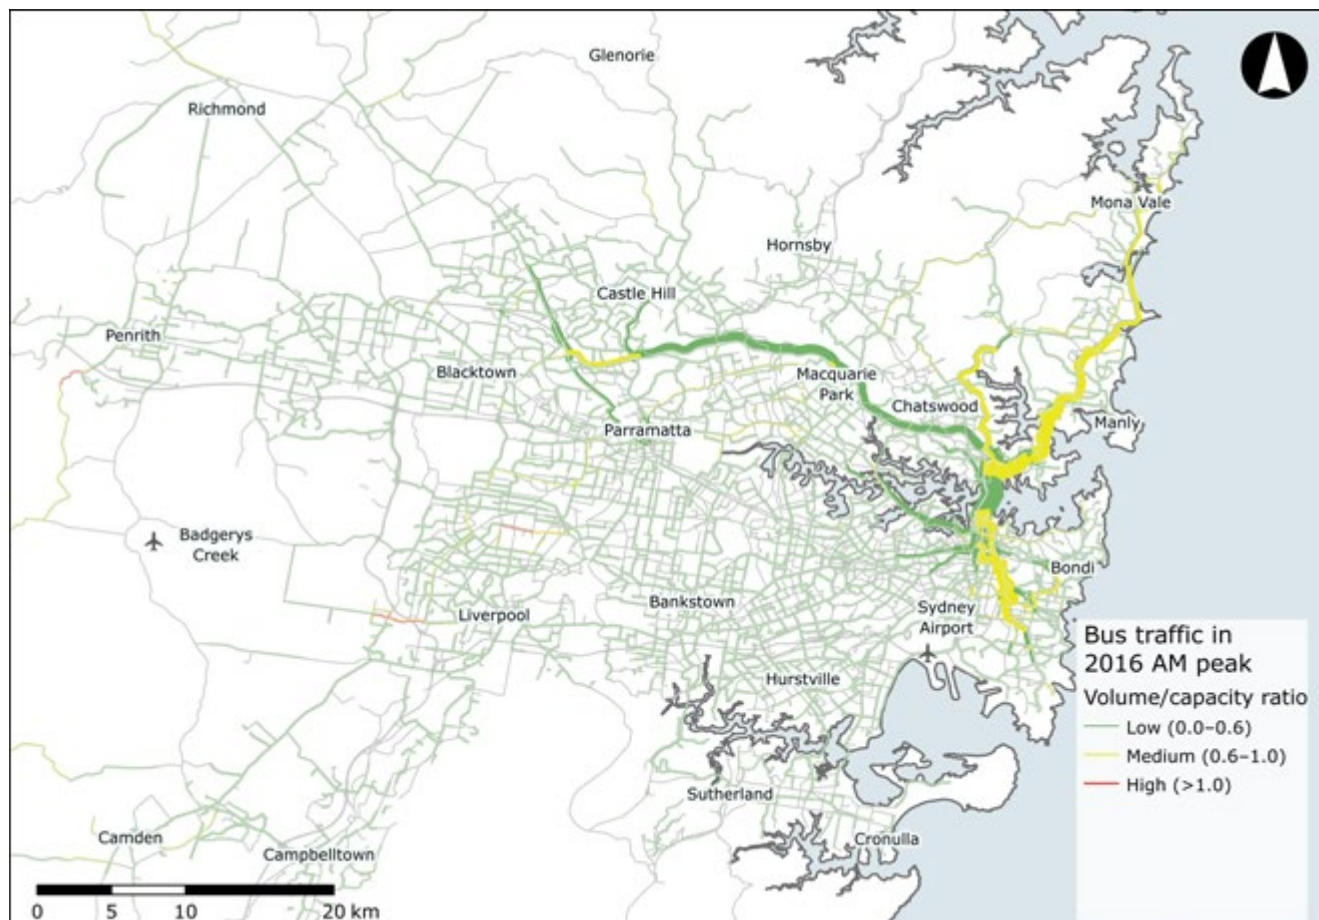 Glenorie
Richmond
Mona Vale
Hornsby
Castle Hill
Penrith
Blacktown
Macquarie
Park
Chatswood
Manly
Parramatta
Badgerys
Creek
Bondi
Liverpool
Bankstown
Sydney
Airport
Hurstville
Sutherland
Camden
Campbelltown
Cronulla
Bus traffic in
2016 AM peak
Volume/capacity ratio
Low (0.0–0.6)
Medium (0.6–1.0)
High (>1.0)
0 5 10 20 km